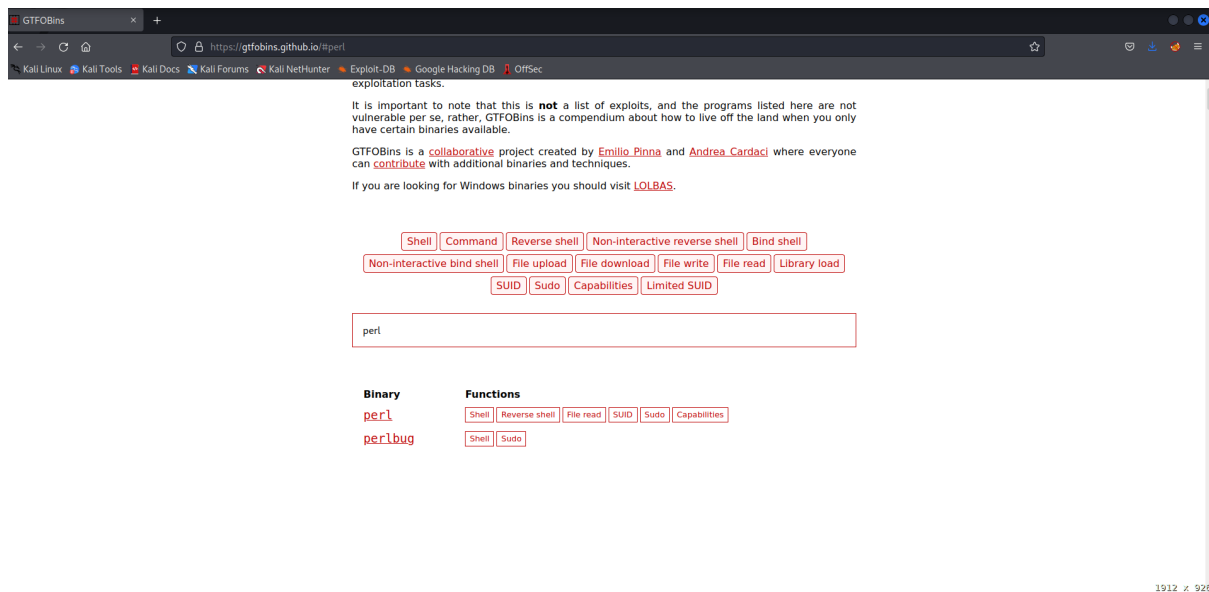 GTFOBins
https://gtfobins.github.io/#perl
Kali Linux Kali Tools Kali Docs Kali Forums Kali NetHunter Exploit-DB Google Hacking DB OffSec
exploitation tasks.
It is important to note that this is not a list of exploits, and the programs listed here are not
vulnerable per se, rather, GTFOBins is a compendium about how to live off the land when you only
have certain binaries available.
GTFOBins is a collaborative project created by Emilio Pinna and Andrea Cardaci where everyone
can contribute with additional binaries and techniques.
If you are looking for Windows binaries you should visit LOLBAS.
Shell Command Reverse shell Non-interactive reverse shell Bind shell
Non-interactive bind shell File upload File download File write File read Library load
SUID Sudo Capabilities Limited SUID
perl
Binary Functions
perl Shell Reverse shell File read SUID Sudo Capabilities
perlbug Shell Sudo
1912 x 926